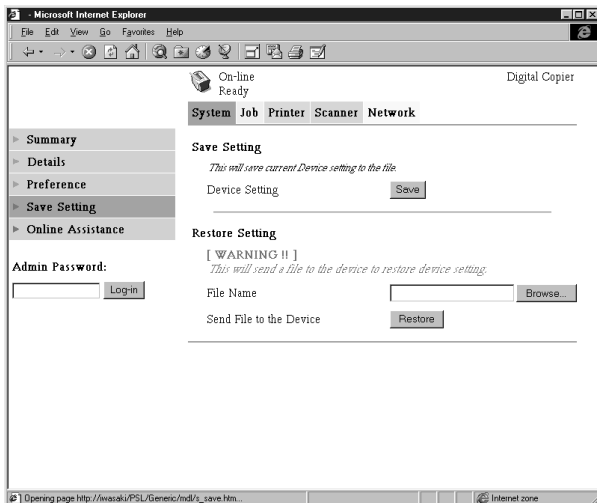 - Microsoft Internet Explorer
File Edit View Go Favorites Help
On-line
Ready
Digital Copier
System Job Printer Scanner Network
Summary
Details
Preference
Save Setting
Online Assistance
Admin Password:
Log-in
Save Setting
This will save current Device setting to the file.
Device Setting
Save
Restore Setting
[ WARNING !! ]
This will send a file to the device to restore device setting.
File Name
Browse...
Send File to the Device
Restore
Opening page http://iwasaki/PSL/Generic/mdl/s_save.htm...
Internet zone